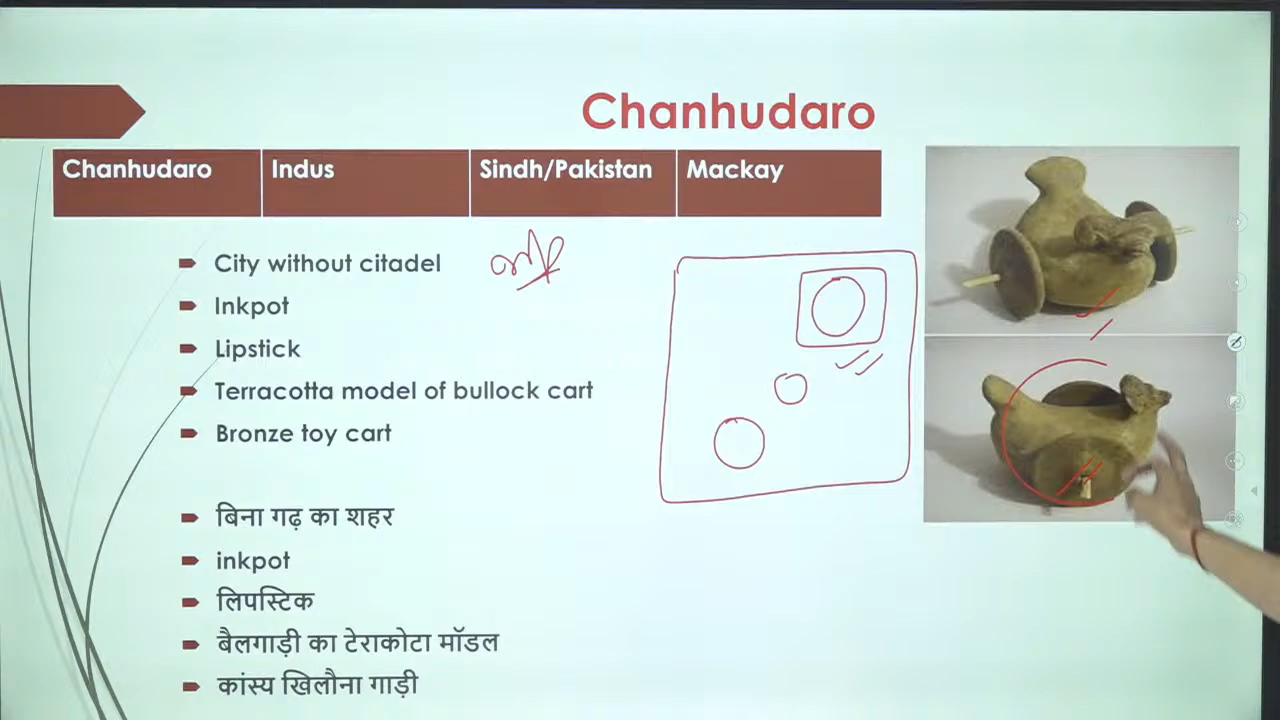 Chanhudaro
Chanhudaro Indus Sindh/Pakistan Mackay
City without citadel
Inkpot
Lipstick
Terracotta model of bullock cart
Bronze toy cart
बिना गढ़ का शहर
inkpot
लिपस्टिक
बैलगाड़ी का टेराकोटा मॉडल
कांस्य खिलौना गाड़ी